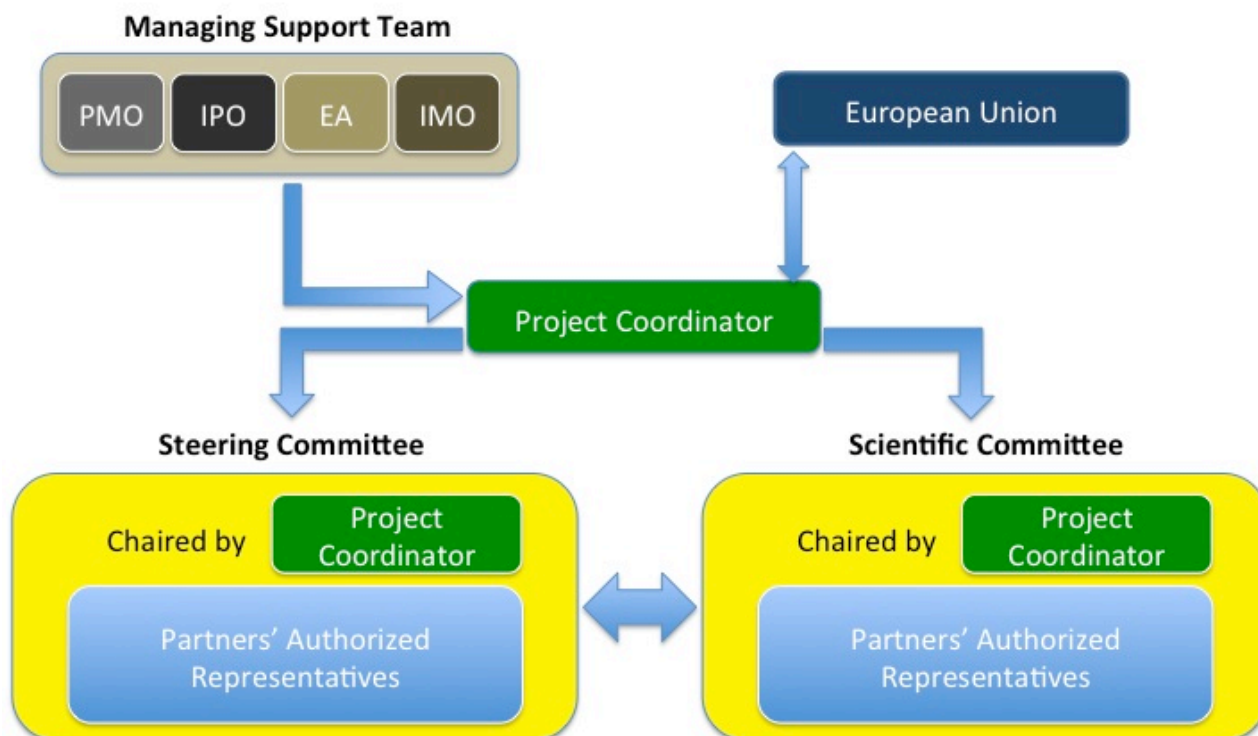 Managing Support Team
PMO IPO EA IMO
European Union
Project Coordinator
Steering Committee
Chaired by
Project
Coordinator
Partners’ Authorized
Representatives
Scientific Committee
Chaired by
Project
Coordinator
Partners’ Authorized
Representatives